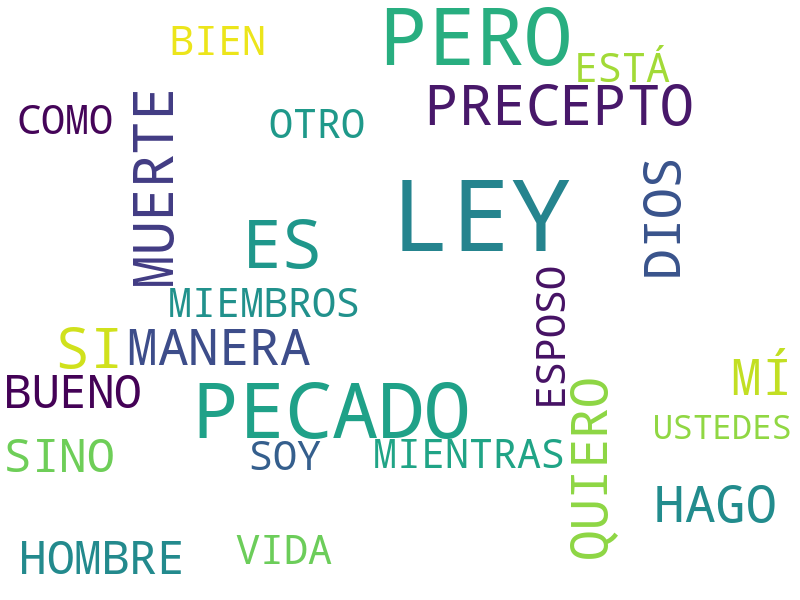 BIEN
PERO
ESTÁ
COMO
MUERTE
OTRO
PRECEPTO
LEY
DIOS
ES
MIEMBROS
SI
MANERA
ESPOSO
BUENO
PECADO
MÍ
SINO
SOY
MIENTRAS
QUIERO
USTEDES
HAGO
HOMBRE
VIDA